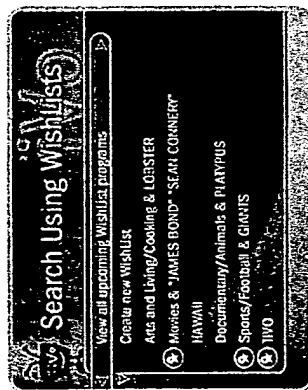 Search Using WishLists
View all upcoming WishList programs
Create new WishList
Arts and Living/Cooking & LOBSTER
Movies & "JAMES BOND" "SEAN CONNERY"
HAWAII
Documentary/Animals & PLATYPUS
Sports/Football & GIANTS
TIVO